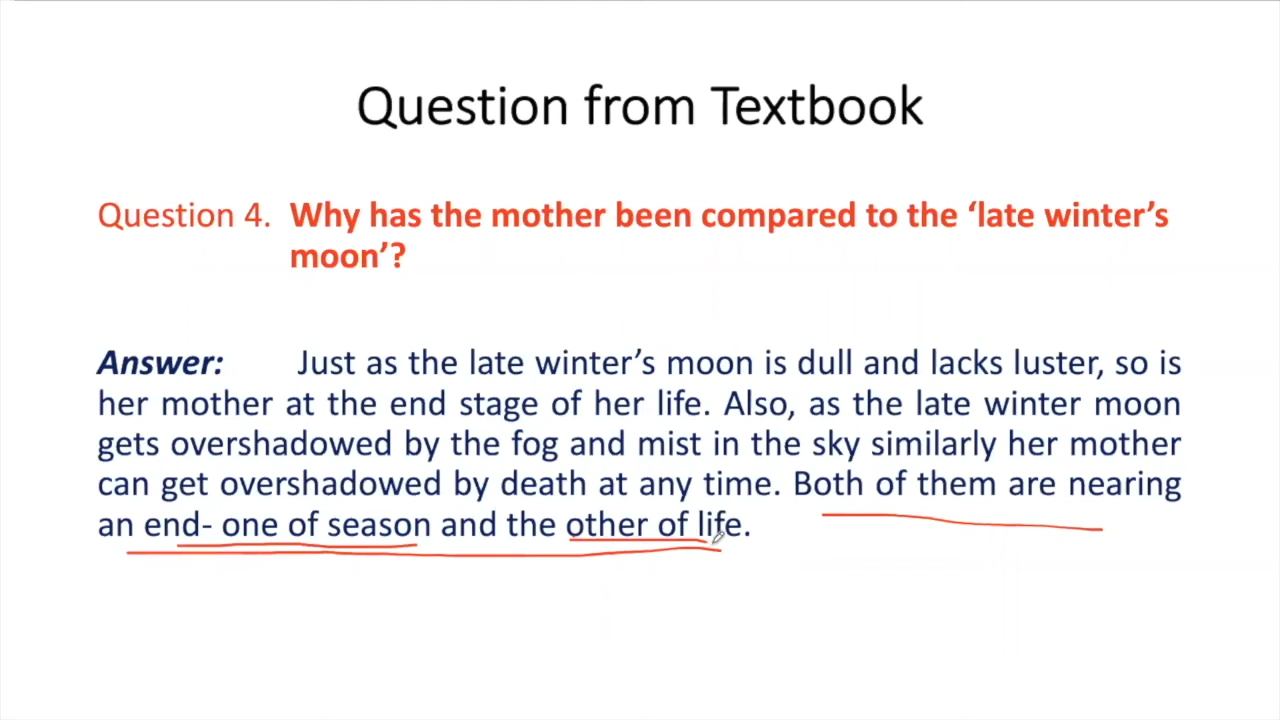 Question from Textbook
Question 4. Why has the mother been compared to the ‘late winter’s
moon’?
Answer: Just as the late winter’s moon is dull and lacks luster, so is
her mother at the end stage of her life. Also, as the late winter moon
gets overshadowed by the fog and mist in the sky similarly her mother
can get overshadowed by death at any time. Both of them are nearing
an end- one of season and the other of life.